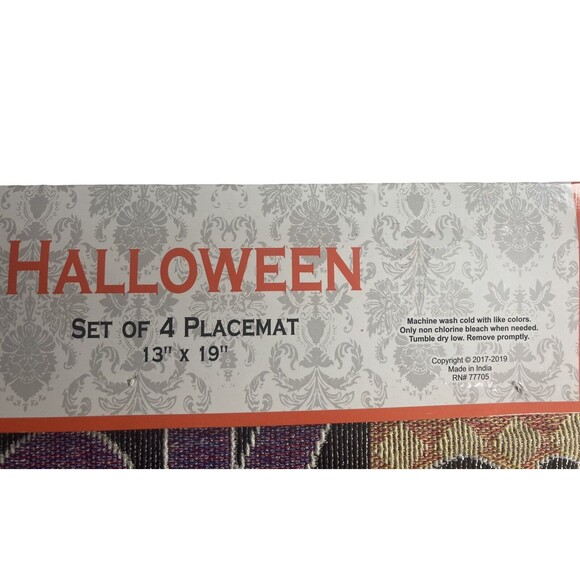 HALLOWEEN
SET OF 4 PLACEMAT
13" X 19"
Machine wash cold with like colors.
Only non chlorine bleach when needed.
Tumble dry low. Remove promptly.
Copyright © 2017-2019
Made in India
RN# 77705